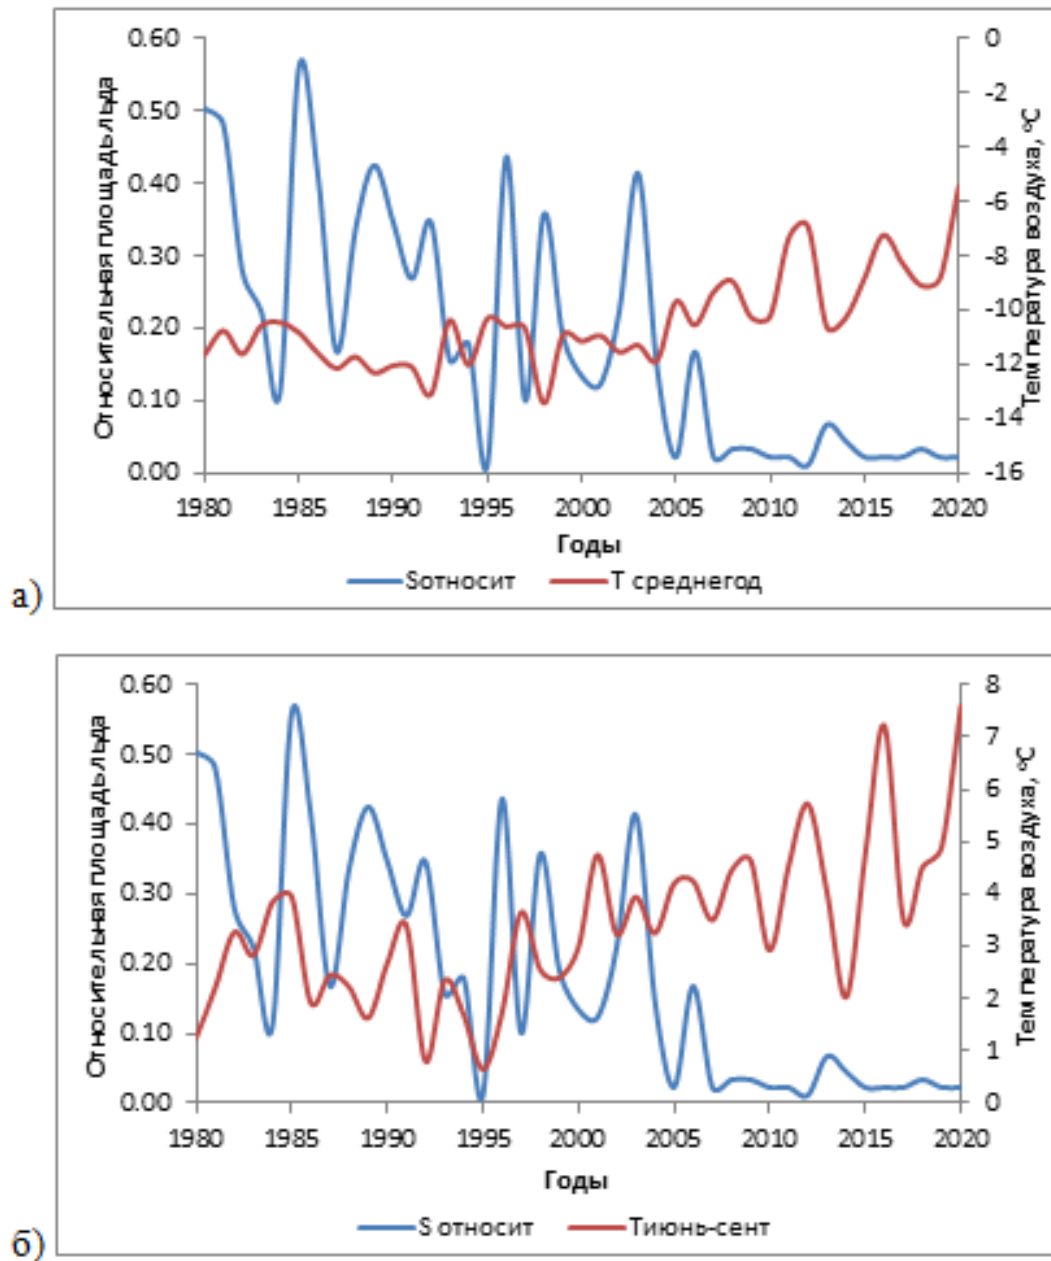 0.60
0.50
0.40
0.30
0.20
0.10
0.00
Относительная площадь льда
0
-2
-4
-6
-8
-10
-12
-14
-16
Температура воздуха, °С
1980 1985 1990 1995 2000 2005 2010 2015 2020
Годы
Sотносит Т среднегод
а)
0.60
0.50
0.40
0.30
0.20
0.10
0.00
Относительная площадь льда
8
7
6
5
4
3
2
1
0
Температура воздуха, °С
1980 1985 1990 1995 2000 2005 2010 2015 2020
Годы
S относит Тиюнь-сент
б)